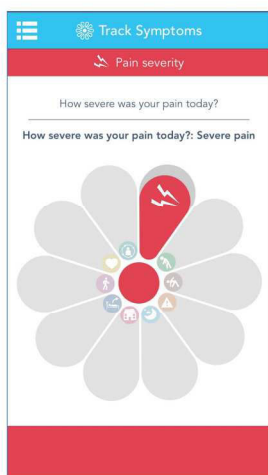 Track Symptoms
Pain severity
How severe was your pain today?
How severe was your pain today?: Severe pain